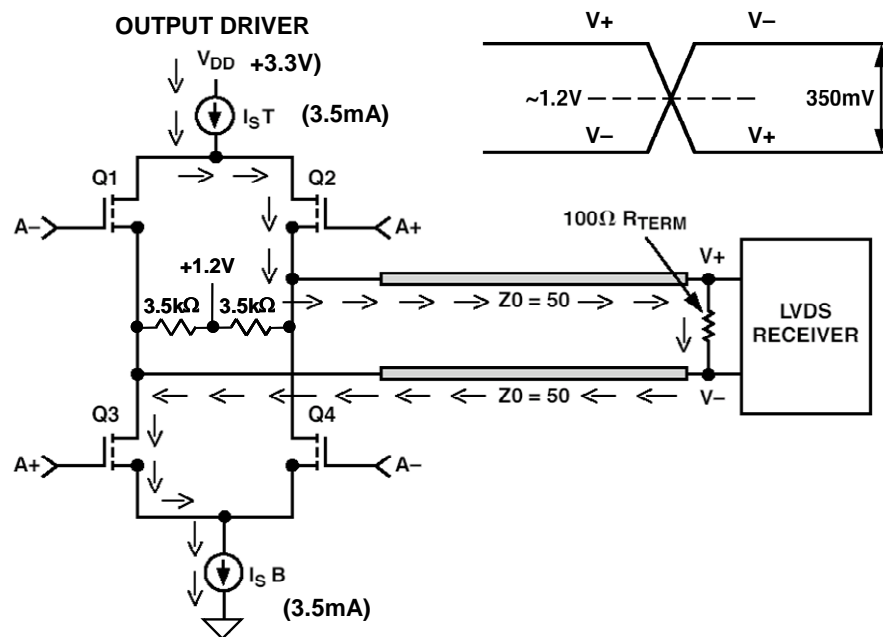 OUTPUT DRIVER
VDD +3.3V)
IS T (3.5mA)
V+ V−
~1.2V 350mV
V− V+
Q1 Q2
A− A+
+1.2V
3.5kΩ 3.5kΩ
100Ω RTERM
V+
Z0 = 50
LVDS
RECEIVER
Z0 = 50
V−
Q3 Q4
A+ A−
IS B
(3.5mA)